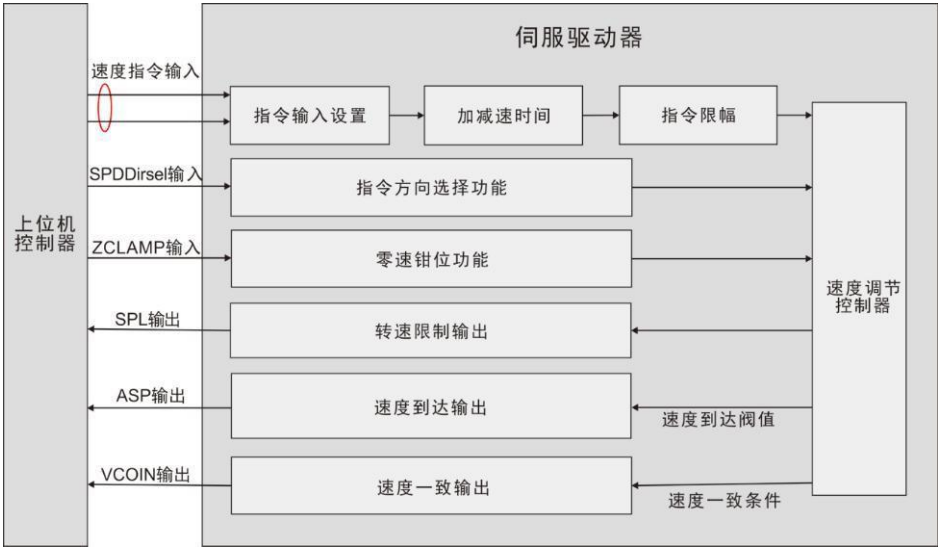 伺服驱动器
速度指令输入
指令输入设置
加减速时间
指令限幅
SPDDirsel输入
指令方向选择功能
上位机
控制器
ZCLAMP输入
零速钳位功能
速度调节
控制器
SPL输出
转速限制输出
ASP输出
速度到达输出
速度到达阀值
VCOIN输出
速度一致输出
速度一致条件